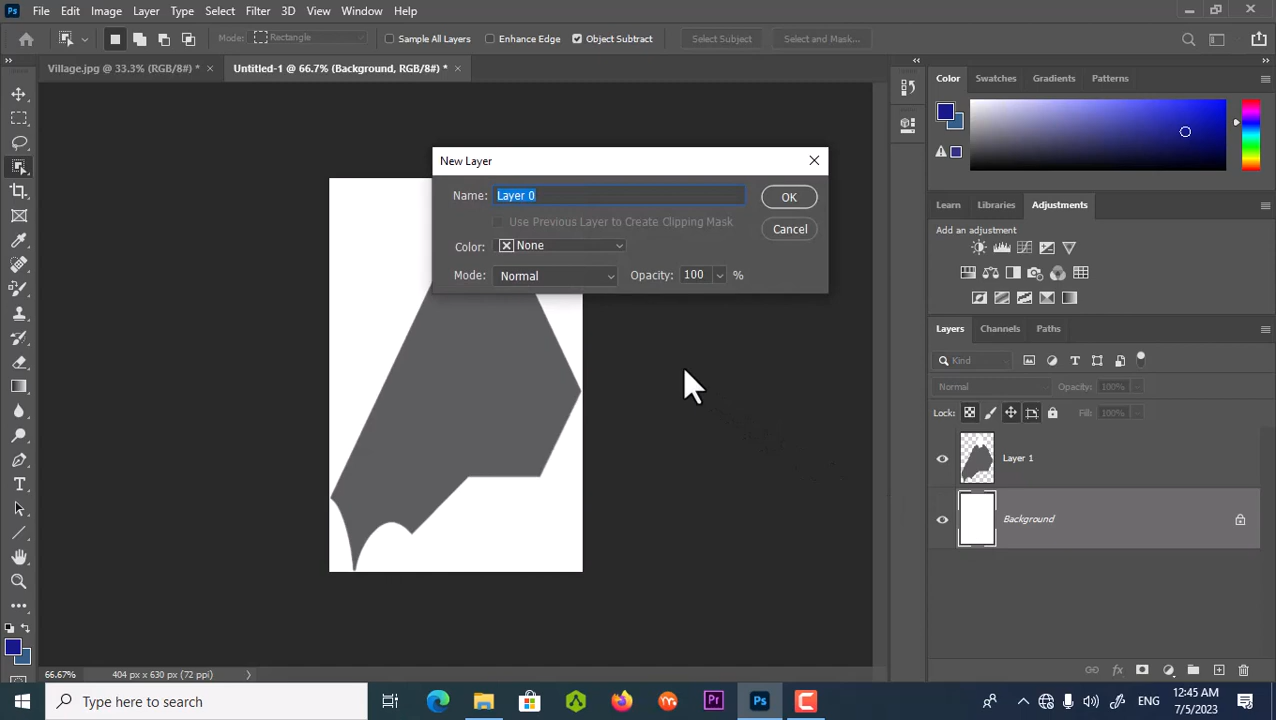 Ps File Edit Image Layer Type Select Filter 3D View Window Help
Mode: Rectangle Sample All Layers Enhance Edge Object Subtract Select Subject Select and Mask...
Village.jpg @ 33.3% (RGB/8#) * × Untitled-1 @ 66.7% (Background, RGB/8#) * ×
Color Swatches Gradients Patterns
New Layer
Name: Layer 0 OK
Use Previous Layer to Create Clipping Mask
Cancel
Color: None
Mode: Normal Opacity: 100 %
Learn Libraries Adjustments
Add an adjustment
Layers Channels Paths
Kind
Normal Opacity: 100%
Lock: Fill: 100%
Layer 1
Background
66.67% 404 px x 630 px (72 ppi)
Type here to search
Pr Ps
ENG
12:45 AM
7/5/2023